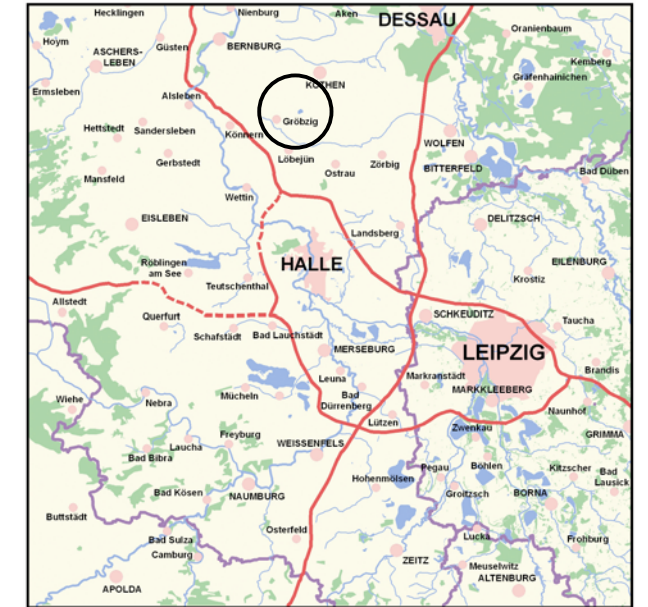 Hecklingen
Nienburg
Aken
DESSAU
Oranienbaum
Hoym
Güsten
BERNBURG
ASCHERS-
LEBEN
Kemberg
Gräfenhainichen
KÖTHEN
Ermsleben
Alsleben
Gröbzig
Hettstedt
Sandersleben
Könnern
WOLFEN
Gerbstedt
Löbejün
Ostrau
Zörbig
BITTERFELD
Bad Düben
Mansfeld
Wettin
EISLEBEN
DELITZSCH
Landsberg
Röblingen
am See
HALLE
EILENBURG
Krostiz
Teutschenthal
Allstedt
Querfurt
SCHKEUDITZ
Taucha
Schafstädt
Bad Lauchstädt
MERSEBURG
LEIPZIG
Brandis
Leuna
Markranstädt
MARKKLEEBERG
Wiehe
Nebra
Mücheln
Bad
Dürrenberg
Naunhof
Lützen
Zwenkau
GRIMMA
Freyburg
Laucha
WEISSENFELS
Bad Bibra
Pegau
Böhlen
Kitzscher
Bad
Lausick
Hohenmölsen
Groitzsch
BORNA
Bad Kösen
NAUMBURG
Buttstädt
Osterfeld
Lucka
Frohburg
Bad Sulza
Camburg
ZEITZ
Meuselwitz
ALTENBURG
APOLDA